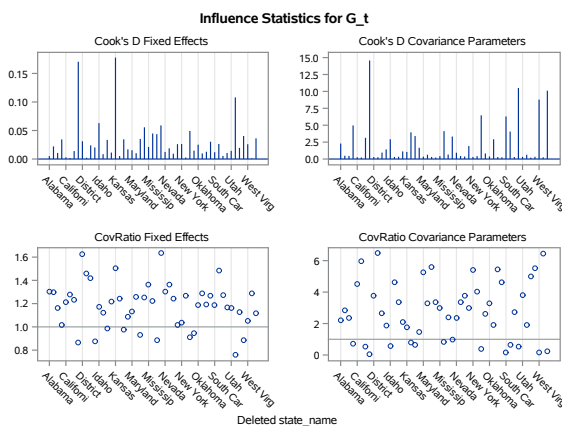 Influence Statistics for G_t
Cook's D Fixed Effects
Cook's D Covariance Parameters
0.15
0.10
0.05
0.00
15.0
12.5
10.0
7.5
5.0
2.5
0.0
Alabama
Californi
District
Idaho
Kansas
Maryland
Mississip
Nevada
New York
Oklahoma
South Car
Utah
West Virg
Alabama
Californi
District
Idaho
Kansas
Maryland
Mississip
Nevada
New York
Oklahoma
South Car
Utah
West Virg
CovRatio Fixed Effects
CovRatio Covariance Parameters
1.6
1.4
1.2
1.0
0.8
6
4
2
0
Alabama
Californi
District
Idaho
Kansas
Maryland
Mississip
Nevada
New York
Oklahoma
South Car
Utah
West Virg
Alabama
Californi
District
Idaho
Kansas
Maryland
Mississip
Nevada
New York
Oklahoma
South Car
Utah
West Virg
Deleted state_name